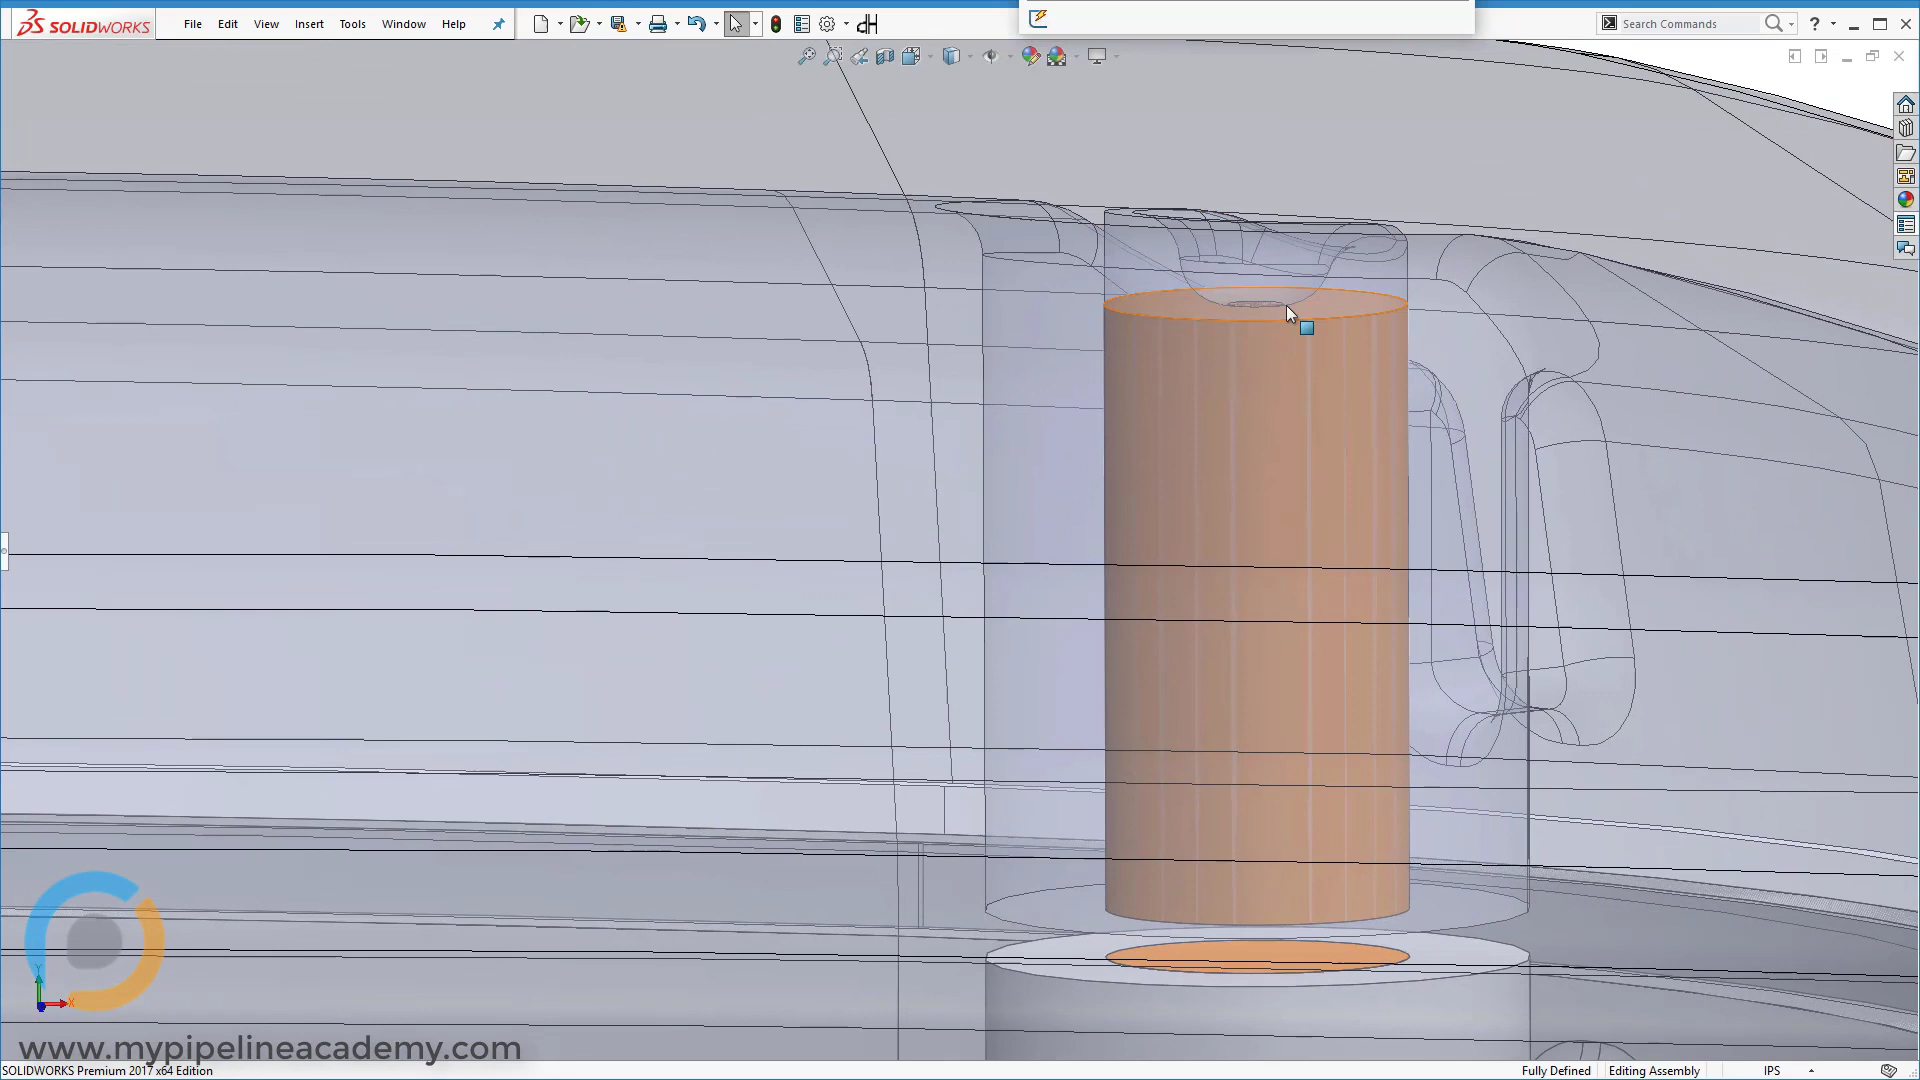 SOLIDWORKS
File Edit View Insert Tools Window Help
Search Commands
?
Y
X
www.mypipelineacademy.com
SOLIDWORKS Premium 2017 x64 Edition
Fully Defined
Editing Assembly
IPS